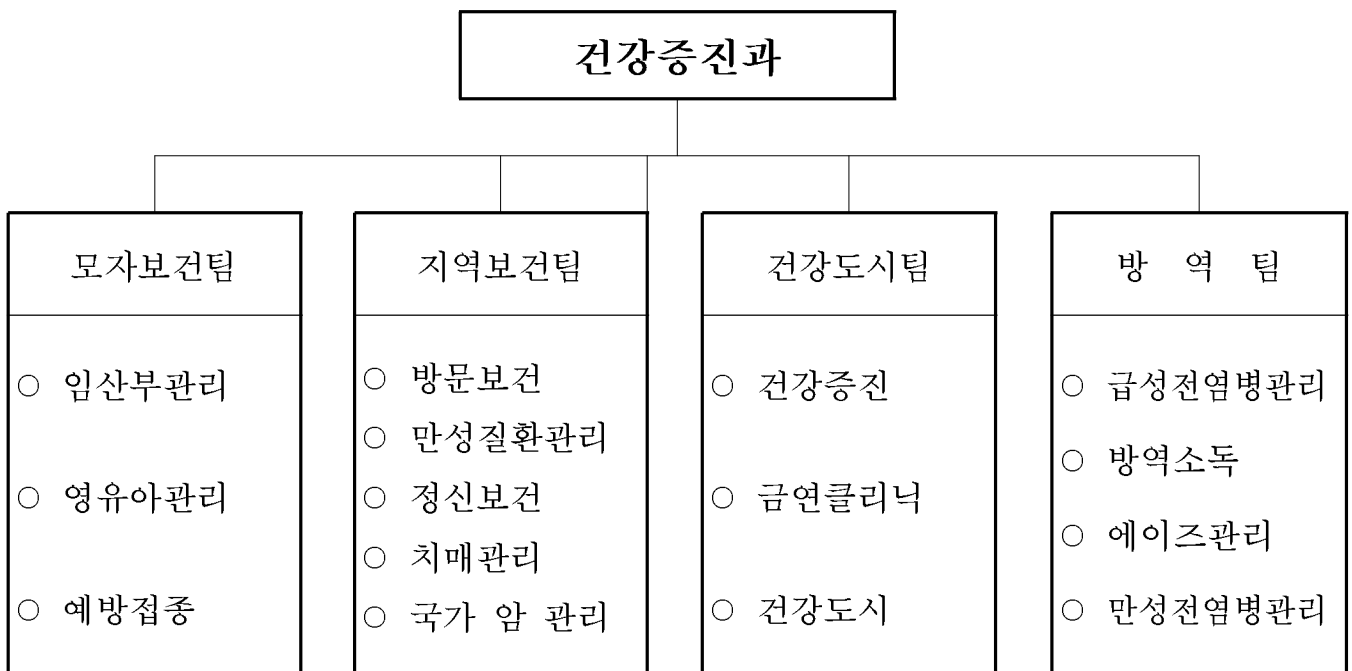 건강증진과
모자보건팀
○ 임산부관리
○ 영유아관리
○ 예방접종
지역보건팀
○ 방문보건
○ 만성질환관리
○ 정신보건
○ 치매관리
○ 국가 암 관리
건강도시팀
○ 건강증진
○ 금연클리닉
○ 건강도시
방 역 팀
○ 급성전염병관리
○ 방역소독
○ 에이즈관리
○ 만성전염병관리